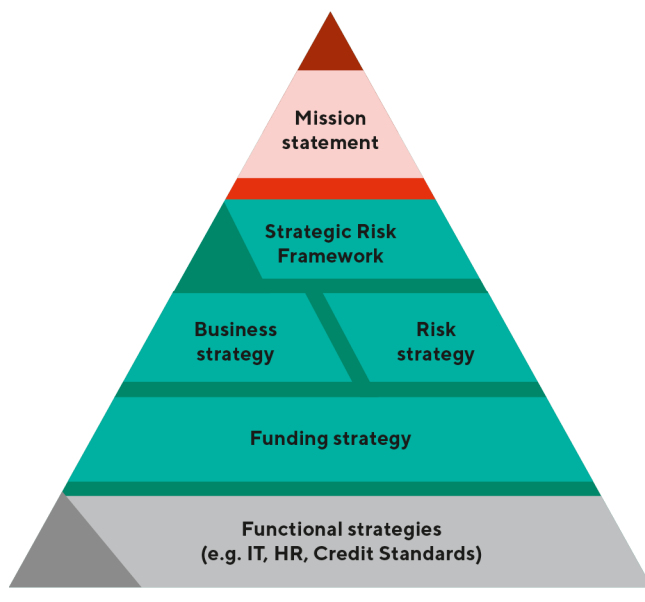 Mission
statement
Strategic Risk
Framework
Business
strategy
Risk
strategy
Funding strategy
Functional strategies
(e.g. IT, HR, Credit Standards)